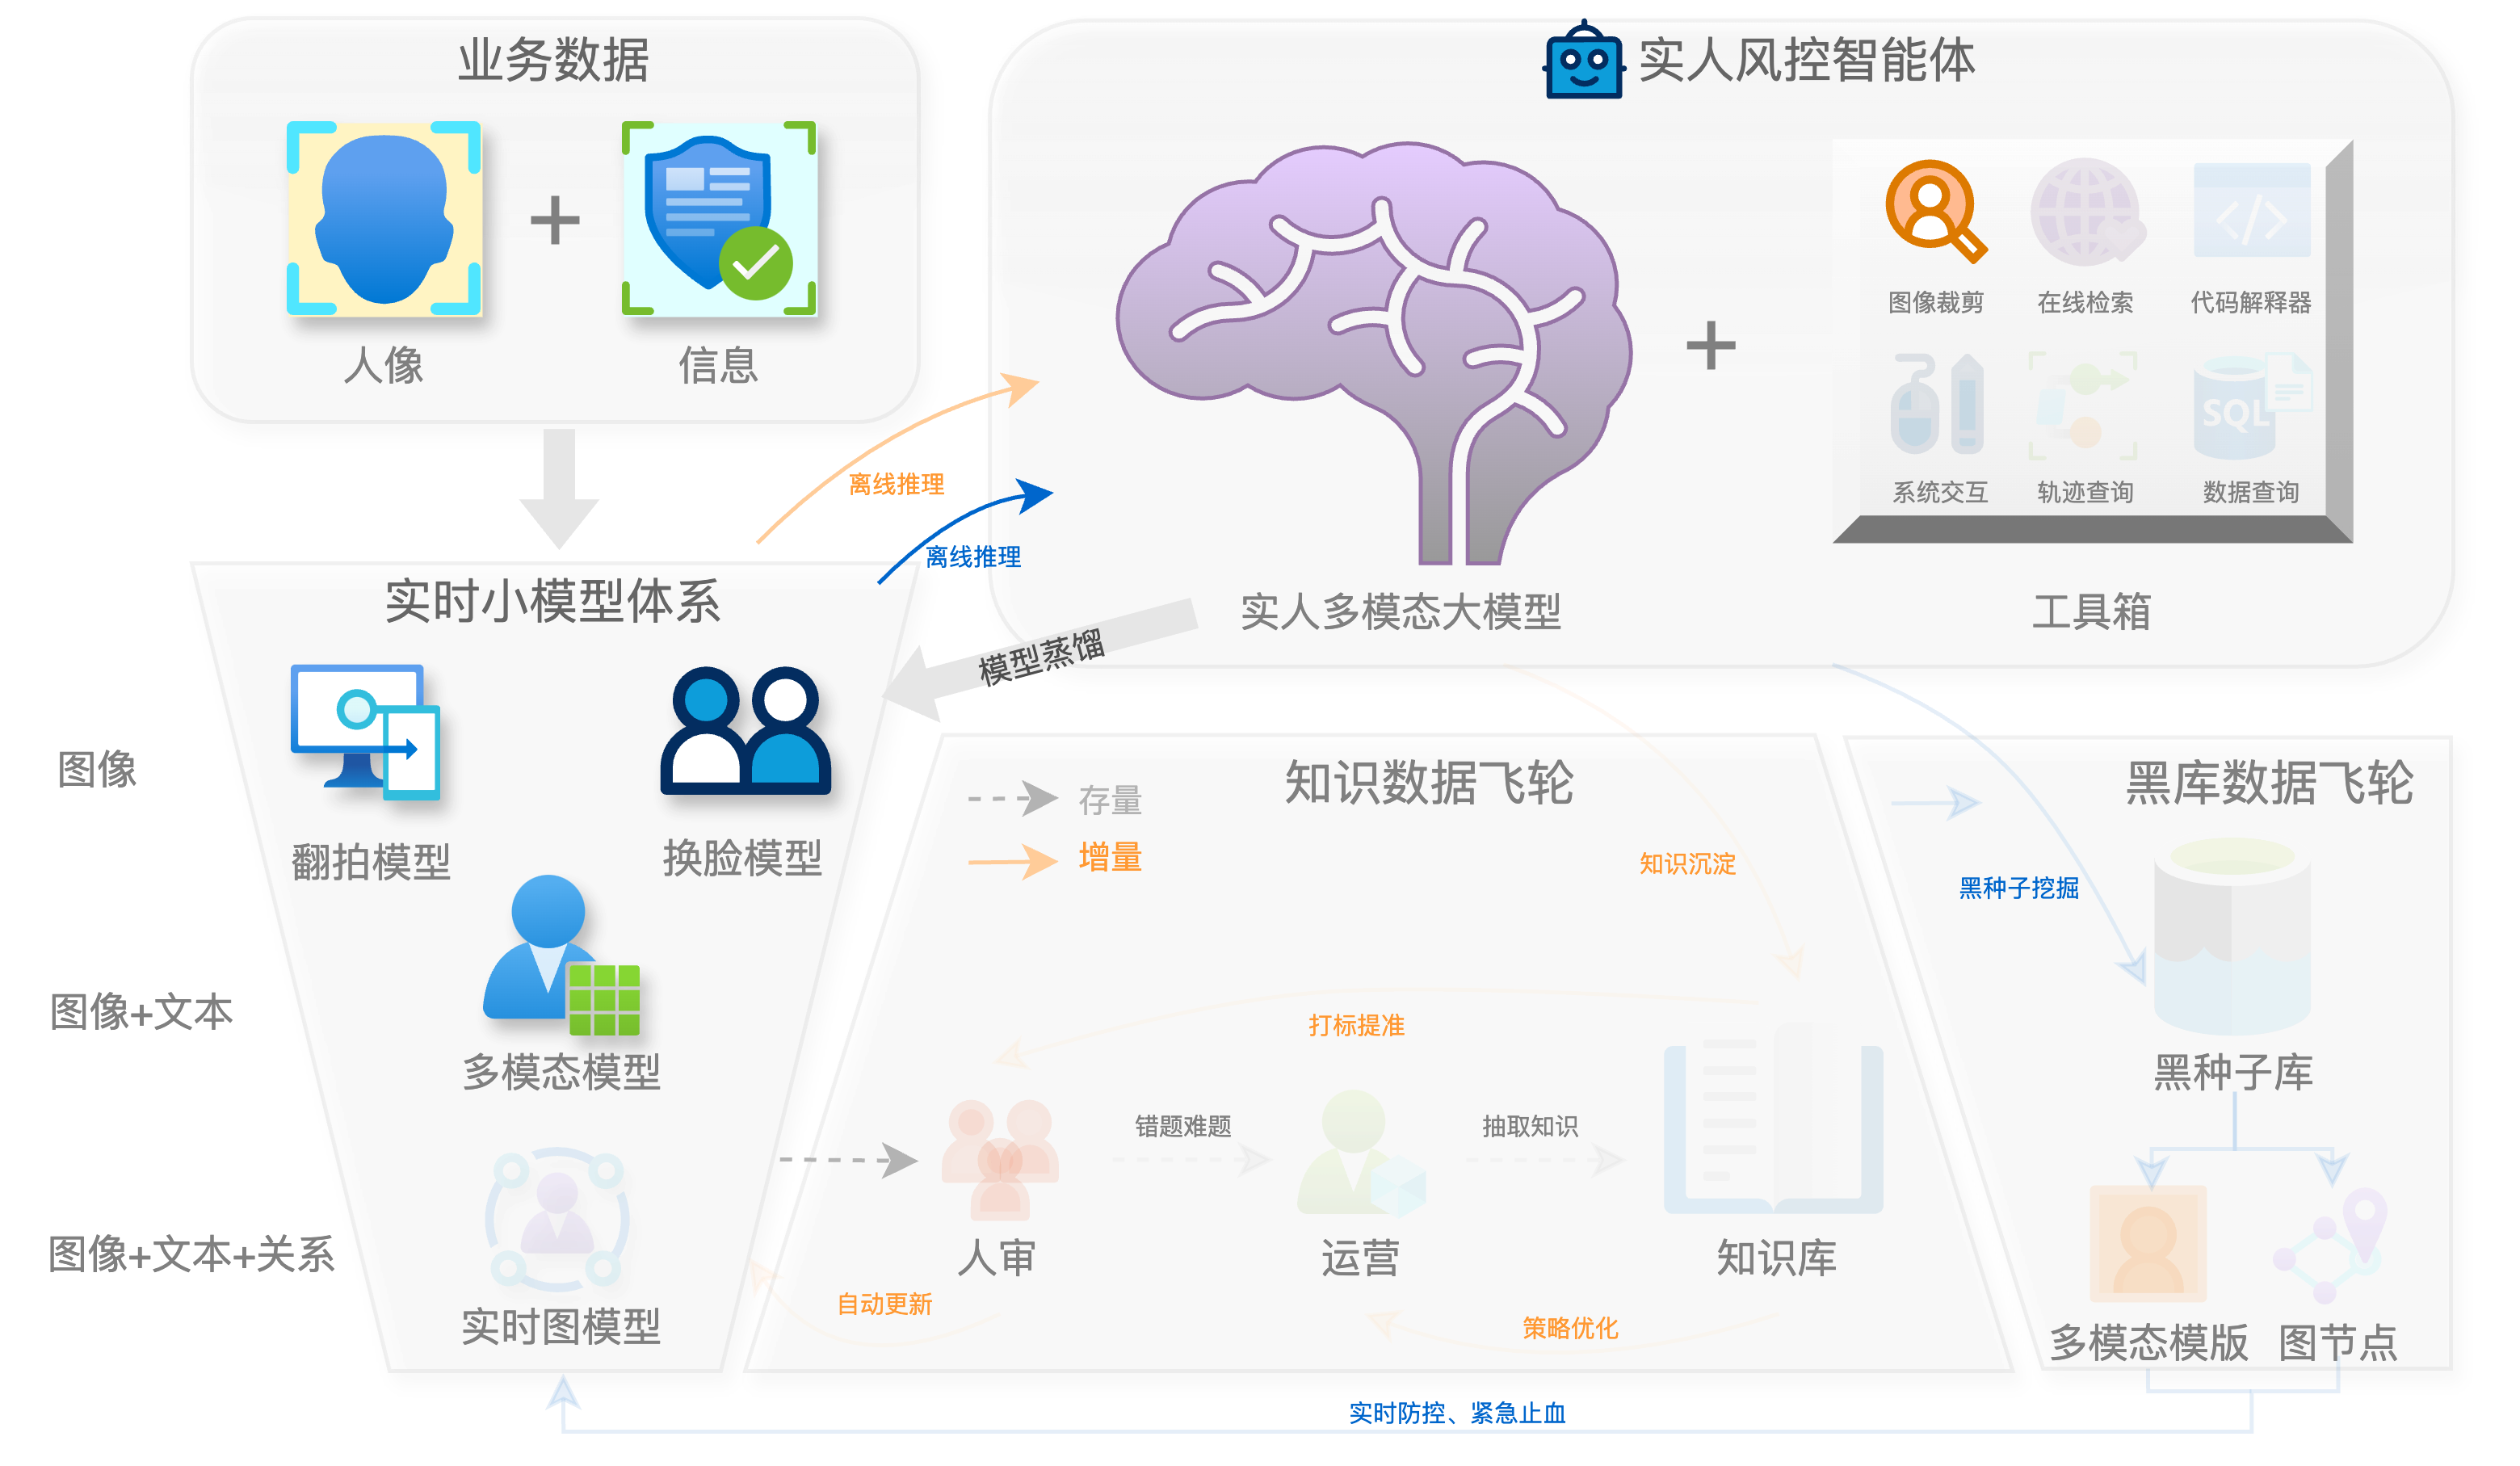 业务数据
人像
信息
实人风控智能体
图像裁剪
在线检索
代码解释器
系统交互
轨迹查询
SQL
数据查询
实人多模态大模型
工具箱
离线推理
离线推理
模型蒸馏
实时小模型体系
图像
翻拍模型
换脸模型
图像+文本
多模态模型
图像+文本+关系
实时图模型
知识数据飞轮
存量
增量
知识沉淀
打标提准
错题难题
抽取知识
人审
运营
知识库
自动更新
策略优化
黑库数据飞轮
黑种子挖掘
黑种子库
多模态模版
图节点
实时防控、紧急止血